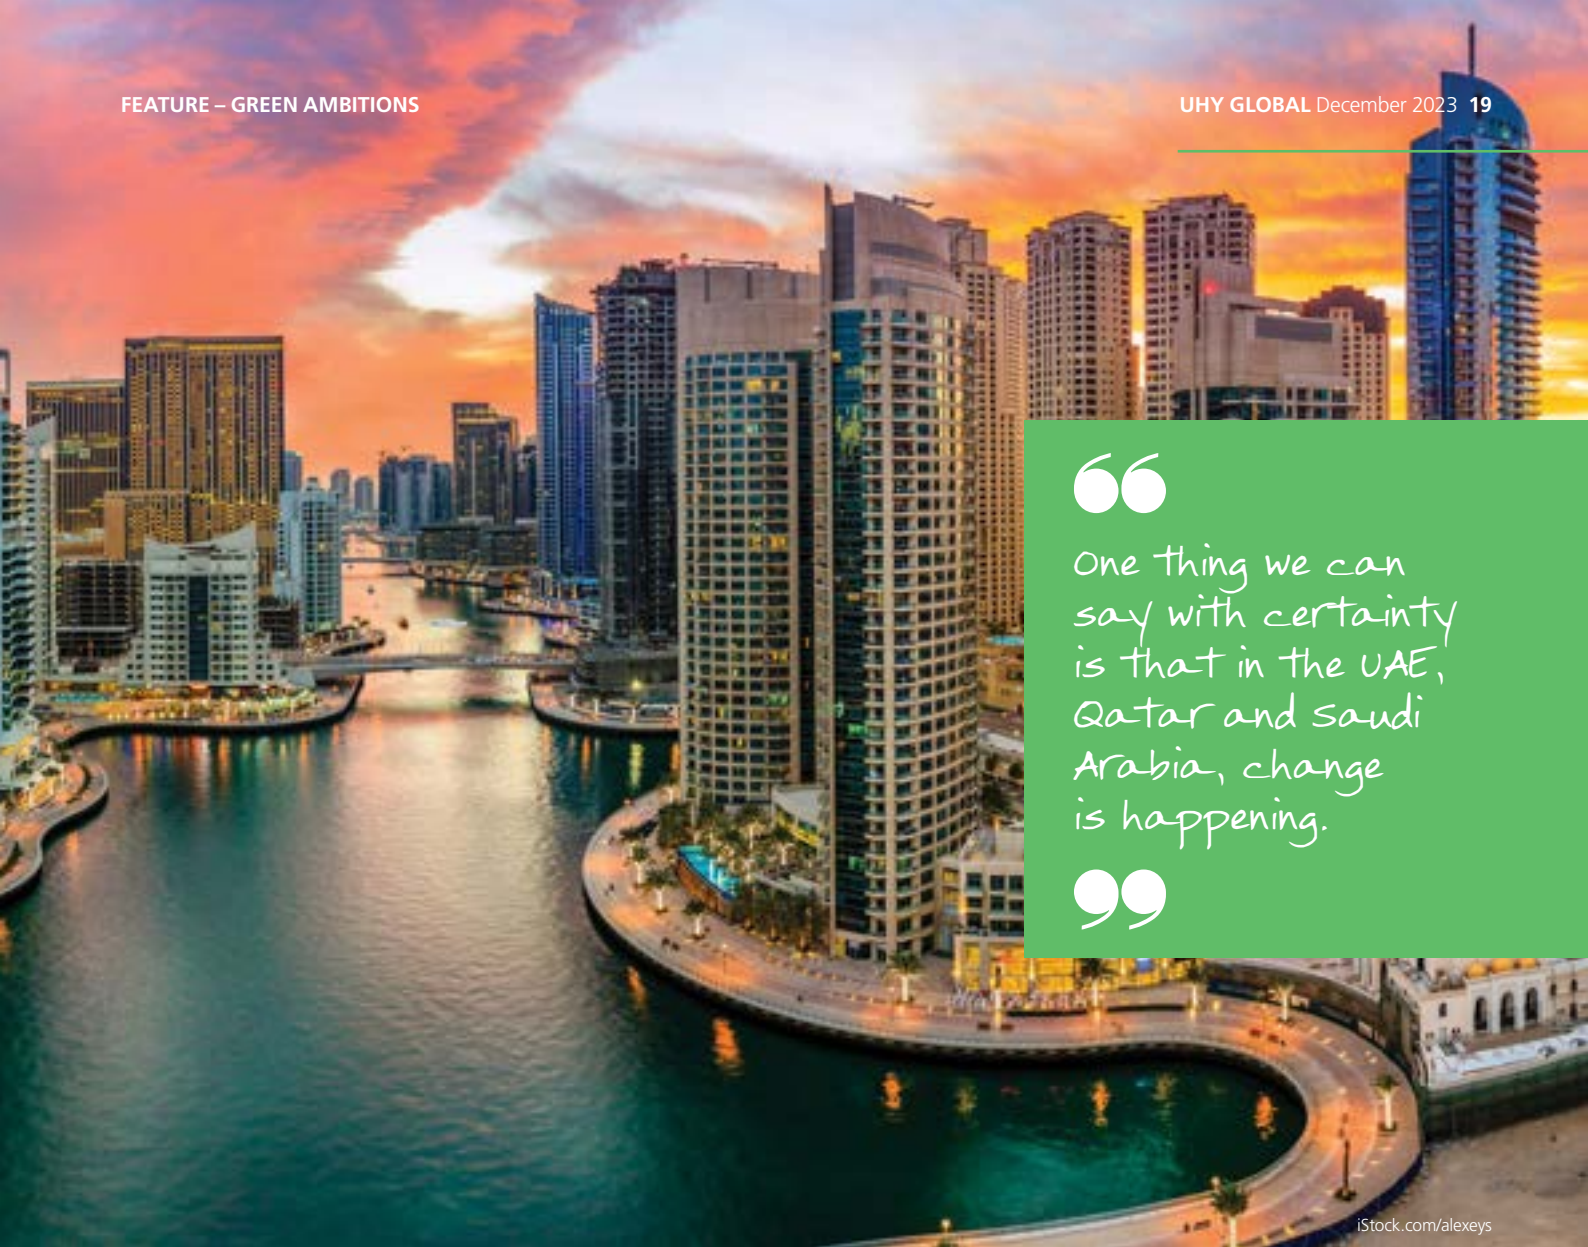 FEATURE – GREEN AMBITIONS
UHY GLOBAL December 2023 19
“
One thing we can
say with certainty
is that in the UAE,
Qatar and Saudi
Arabia, change
is happening.
”
iStock.com/alexeys